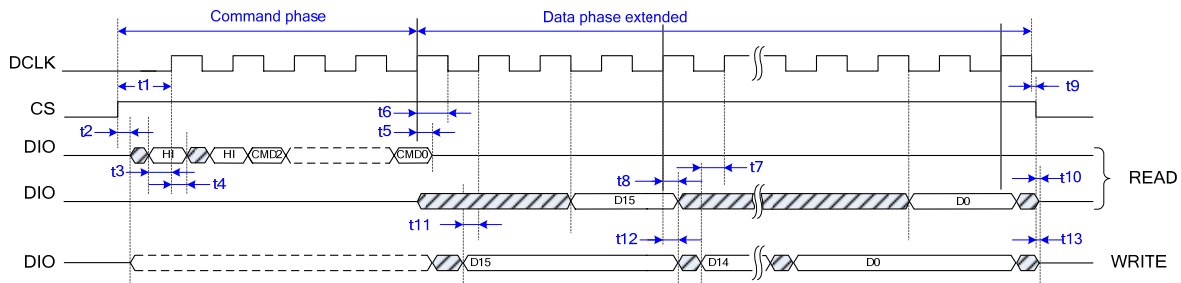 Command phase Data phase extended
DCLK
t1 t9
CS t6
t2 t5
DIO HI HI CMD2 CMD0
t3 t4 t7
t8 t10 READ
DIO D15 D0
t11 t12 t13
DIO D15 D14 D0 WRITE